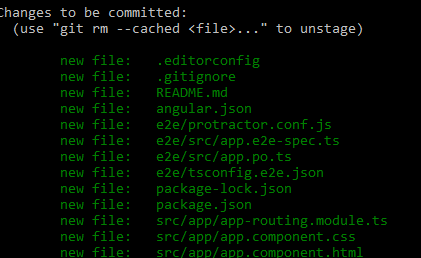 Changes to be committed:
(use "git rm --cached <file>..." to unstage)
new file: .editorconfig
new file: .gitignore
new file: README.md
new file: angular.json
new file: e2e/protractor.conf.js
new file: e2e/src/app.e2e-spec.ts
new file: e2e/src/app.po.ts
new file: e2e/tsconfig.e2e.json
new file: package-lock.json
new file: package.json
new file: src/app/app-routing.module.ts
new file: src/app/app.component.css
new file: src/app/app.component.html